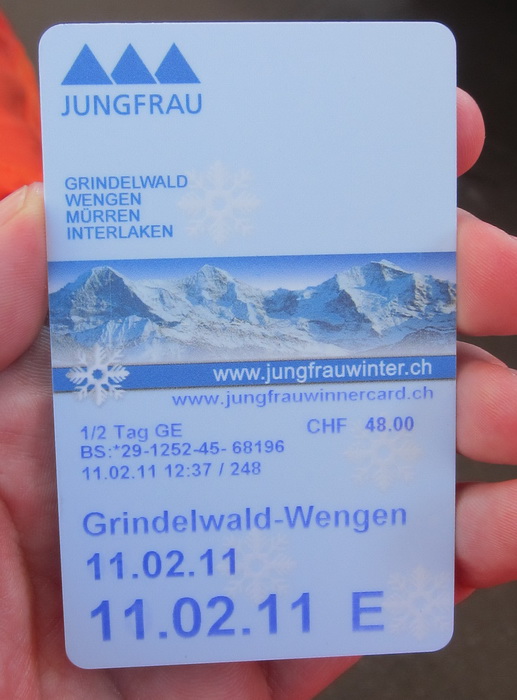 JUNGFRAU
GRINDELWALD
WENGEN
MÜRREN
INTERLAKEN
www.jungfrauwinter.ch
www.jungfrauwinnercard.ch
1/2 Tag GE CHF 48.00
BS:*29-1252-45- 68196
11.02.11 12:37 / 248
Grindelwald-Wengen
11.02.11
11.02.11 E